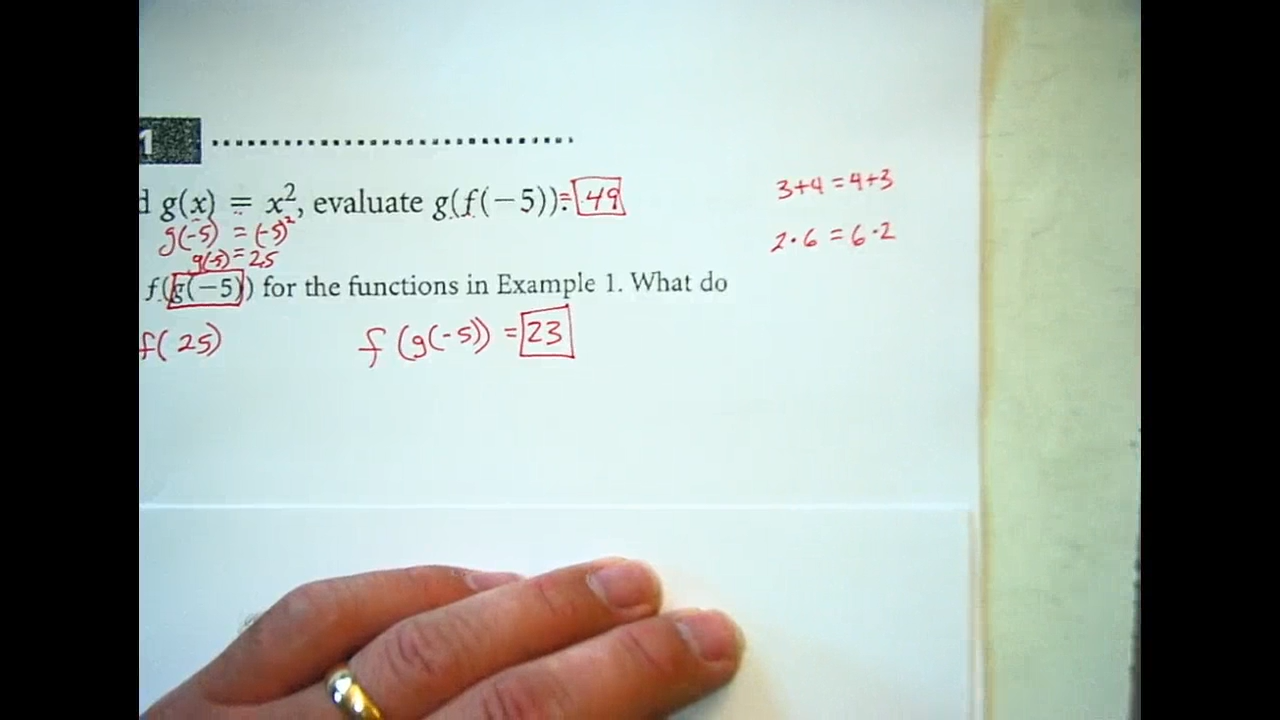 1
d g(x) = x², evaluate g(f(−5)) = 49
3+4 = 4+3
g(-5) = (-5)²
2·6 = 6·2
g(-5) = 25
f(g(−5)) for the functions in Example 1. What do
f(25)
f(g(-5)) = 23